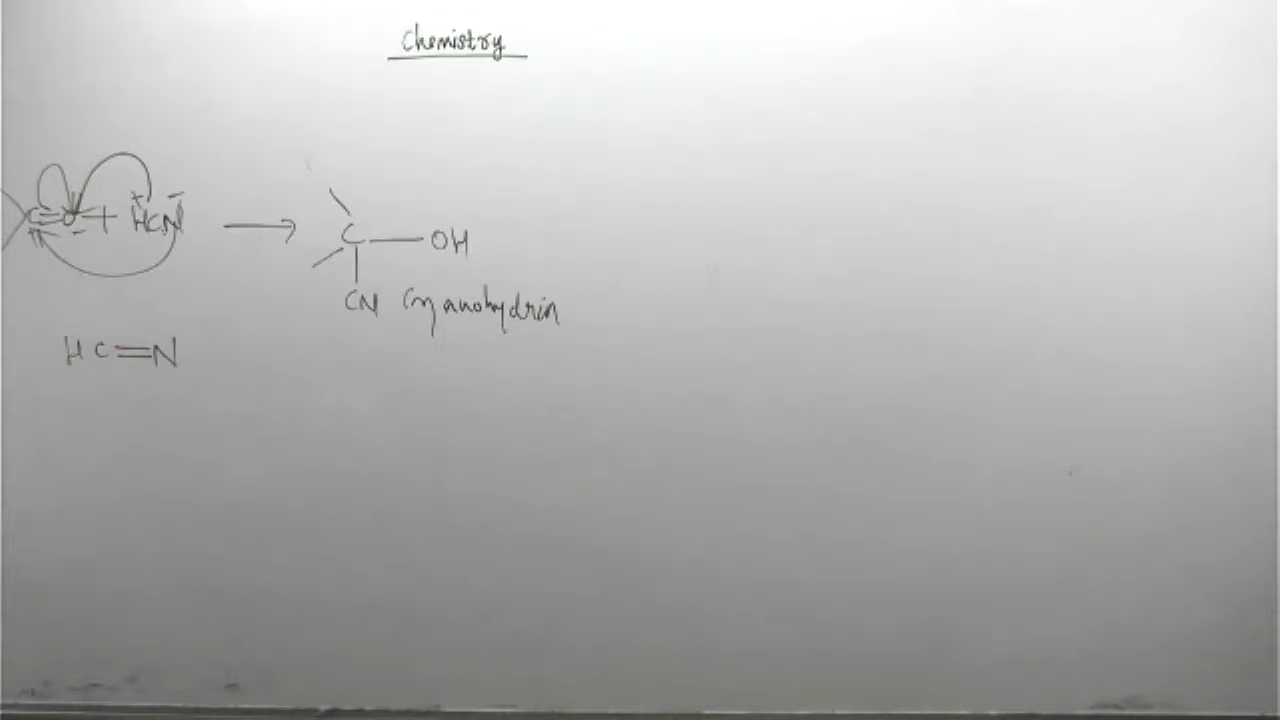 Chemistry
C=O + HCN → C—OH
CN Cyanohydrin
HC=N